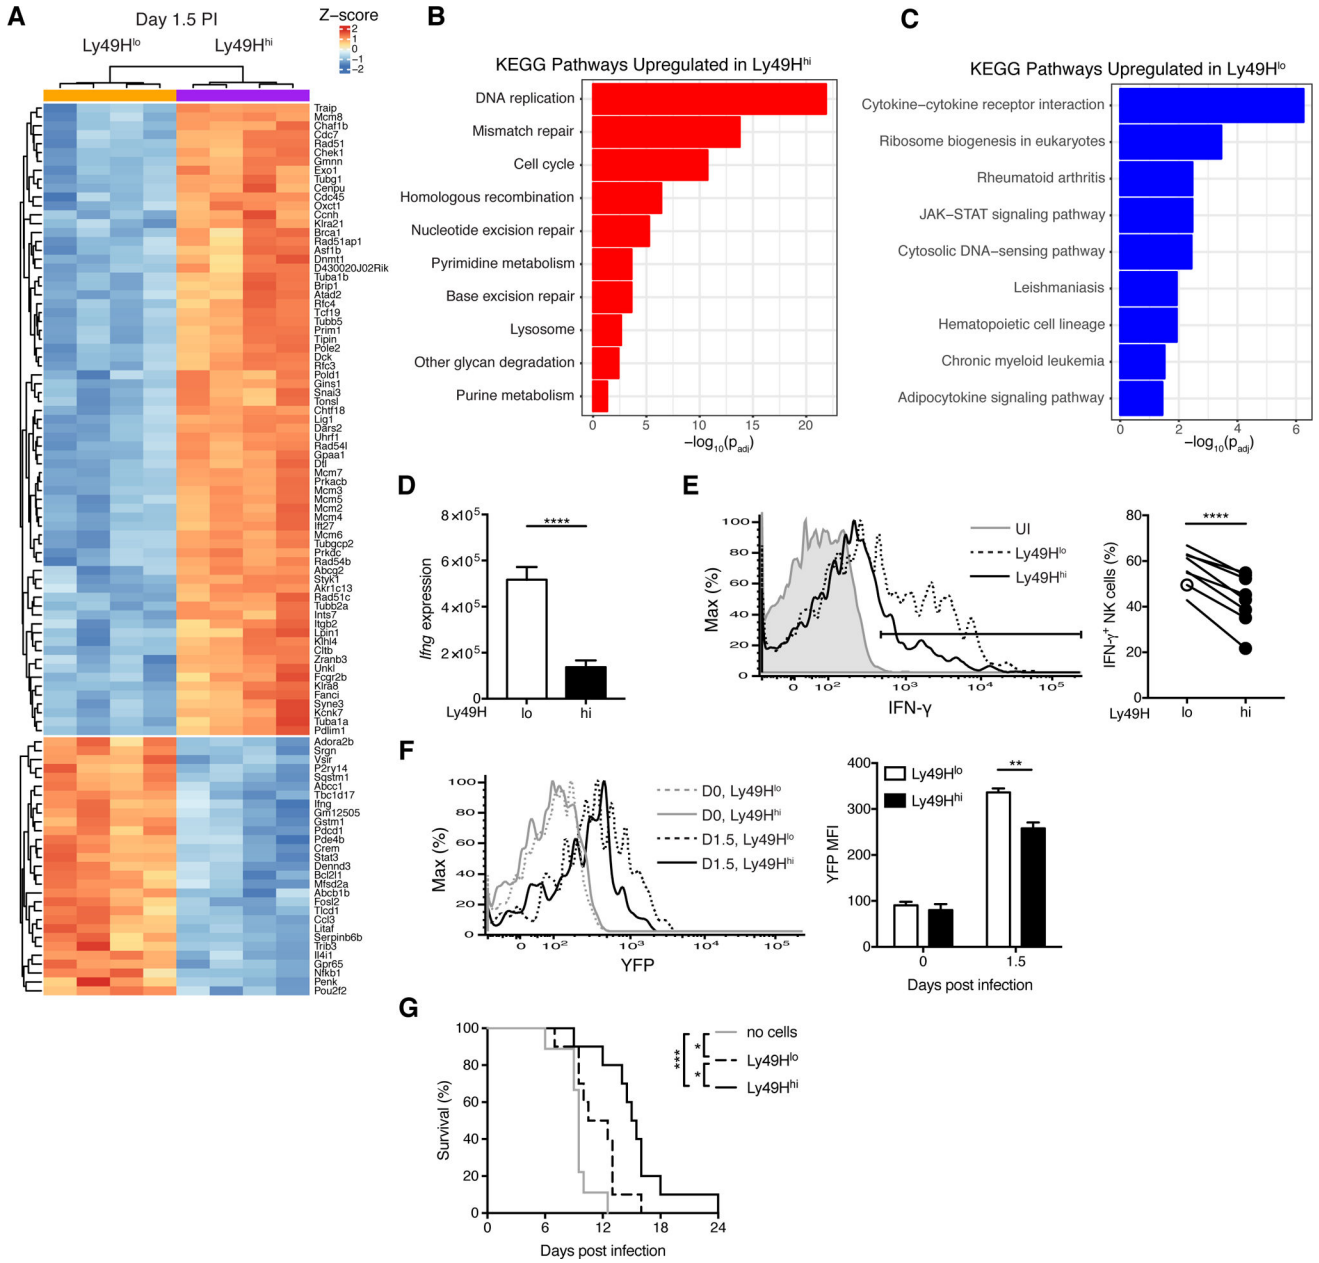 A
Day 1.5 PI
Ly49Hlo
Ly49Hhi
Z−score
2
1
0
−1
−2
Traip
Mcm8
Chaf1b
Cdc7
Rad51
Chek1
Gmnn
Exo1
Tubg1
Cenpu
Cdc45
Oxct1
Ccnh
Klra21
Brca1
Rad51ap1
Asf1b
Dnmt1
D430020J02Rik
Tuba1b
Brip1
Atad2
Rfc4
Tcf19
Tubb5
Prim1
Tipin
Pole2
Dck
Rfc3
Pold1
Gins1
Snai3
Tonsl
Chtf18
Lig1
Dars2
Uhrf1
Rad54l
Gpaa1
Dtl
Mcm7
Prkacb
Mcm3
Mcm5
Mcm2
Mcm4
Ift27
Mcm6
Tubgcp2
Prkdc
Rad54b
Abcg2
Styk1
Akr1c13
Rad51c
Tubb2a
Ints7
Itgb2
Lpin1
Klhl4
Cltb
Zranb3
Unkl
Fcgr2b
Klra8
Fanci
Syne3
Kcnk7
Tuba1a
Pdlim1
Adora2b
Srgn
Vsir
P2ry14
Sqstm1
Abcc1
Tbc1d17
Ifng
Gm12505
Gstm1
Pdcd1
Pde4b
Crem
Stat3
Dennd3
Bcl2l1
Mfsd2a
Abcb1b
Fosl2
Tlcd1
Ccl3
Litaf
Serpinb6b
Trib3
Il4i1
Gpr65
Nfkb1
Penk
Pou2f2
B
KEGG Pathways Upregulated in Ly49Hhi
DNA replication
Mismatch repair
Cell cycle
Homologous recombination
Nucleotide excision repair
Pyrimidine metabolism
Base excision repair
Lysosome
Other glycan degradation
Purine metabolism
0 5 10 15 20
−log10(padj)
C
KEGG Pathways Upregulated in Ly49Hlo
Cytokine−cytokine receptor interaction
Ribosome biogenesis in eukaryotes
Rheumatoid arthritis
JAK−STAT signaling pathway
Cytosolic DNA−sensing pathway
Leishmaniasis
Hematopoietic cell lineage
Chronic myeloid leukemia
Adipocytokine signaling pathway
0 2 4 6
−log10(padj)
D
Ifng expression
8×105
6×105
4×105
2×105
0
****
Ly49H lo hi
E
Max (%)
100
80
60
40
20
0
0 102 103 104 105
IFN-γ
UI
Ly49Hlo
Ly49Hhi
IFN-γ+ NK cells (%)
80
60
40
20
0
****
Ly49H lo hi
F
Max (%)
100
80
60
40
20
0
0 102 103 104 105
YFP
D0, Ly49Hlo
D0, Ly49Hhi
D1.5, Ly49Hlo
D1.5, Ly49Hhi
YFP MFI
400
300
200
100
0
Ly49Hlo
Ly49Hhi
**
0 1.5
Days post infection
G
Survival (%)
100
80
60
40
20
0
0 6 12 18 24
Days post infection
***
*
*
no cells
Ly49Hlo
Ly49Hhi